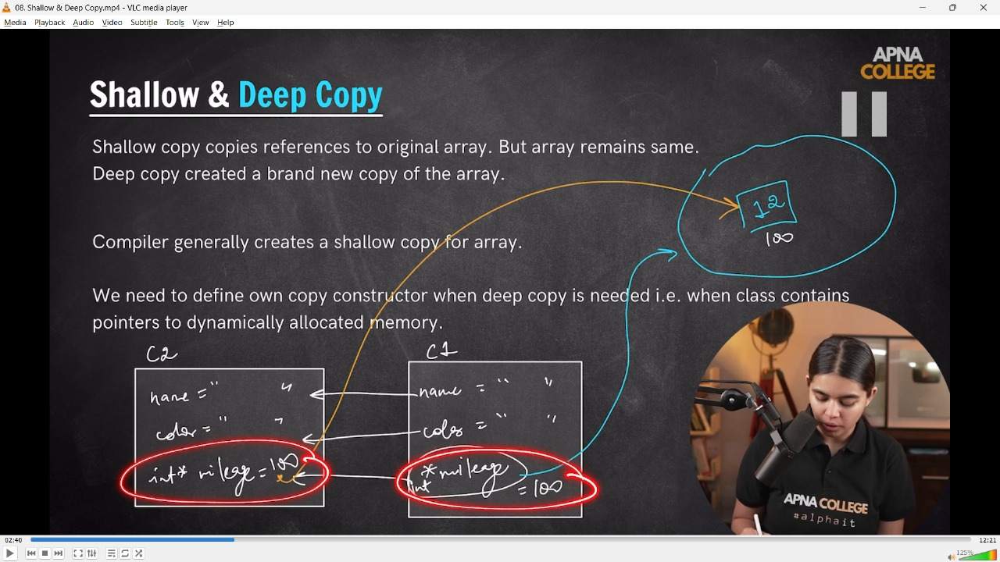 08. Shallow & Deep Copy.mp4 - VLC media player
Media Playback Audio Video Subtitle Tools View Help
APNA
COLLEGE
Shallow & Deep Copy
Shallow copy copies references to original array. But array remains same.
Deep copy created a brand new copy of the array.
12
100
Compiler generally creates a shallow copy for array.
We need to define own copy constructor when deep copy is needed i.e. when class contains
pointers to dynamically allocated memory.
C2
name = " "
color = " "
int* mileage = 100
C1
name = " "
color = " "
int *mileage
= 100
APNA COLLEGE
#alphait
02:40
12:21
125%